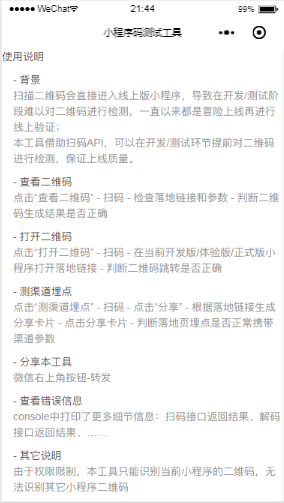 WeChat
21:44
99%
小程序码测试工具
使用说明
- 背景
扫描二维码会直接进入线上版小程序，导致在开发/测试阶
段难以对二维码进行检测，一直以来都是冒险上线再进行
线上验证；
本工具借助扫码API，可以在开发/测试环节提前对二维码
进行检测，保证上线质量。
- 查看二维码
点击“查看二维码” - 扫码 - 检查落地链接和参数 - 判断二维
码生成结果是否正确
- 打开二维码
点击“打开二维码” - 扫码 - 在当前开发版/体验版/正式版小
程序打开落地链接 - 判断二维码跳转是否正确
- 测渠道埋点
点击“测渠道埋点” - 扫码 - 点击“分享” - 根据落地链接生成
分享卡片 - 点击分享卡片 - 判断落地页埋点是否正常携带
渠道参数
- 分享本工具
微信右上角按钮-转发
- 查看错误信息
console中打印了更多细节信息：扫码接口返回结果、解码
接口返回结果、……
- 其它说明
由于权限限制，本工具只能识别当前小程序的二维码，无
法识别其它小程序二维码